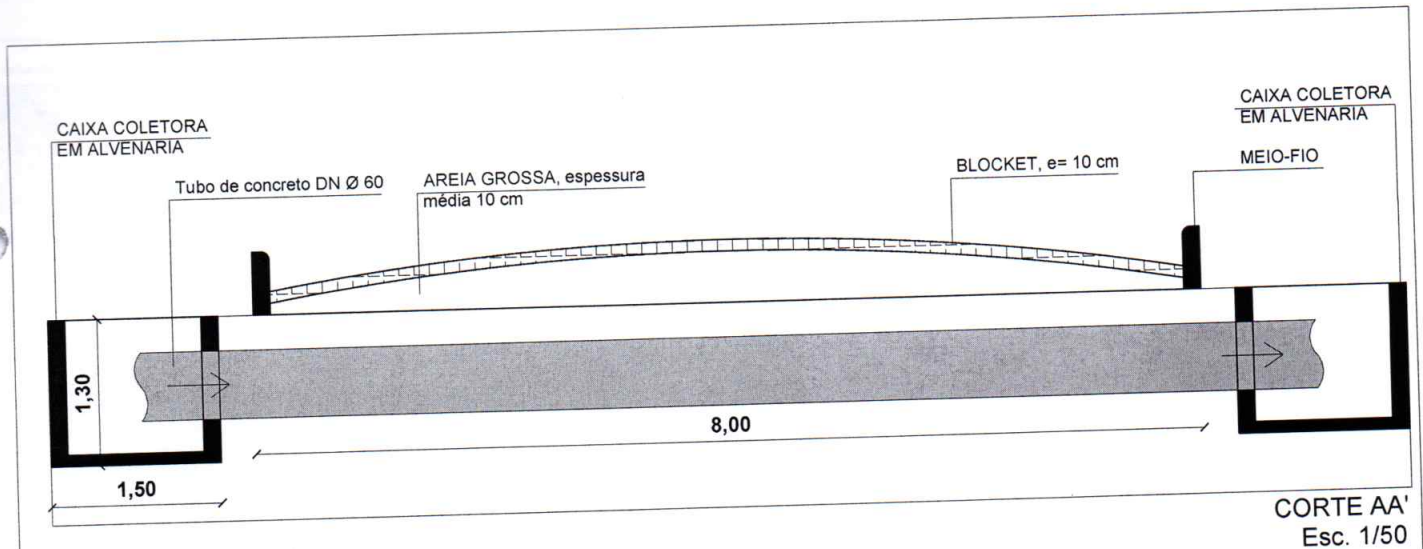 CAIXA COLETORA
EM ALVENARIA
Tubo de concreto DN Ø 60
AREIA GROSSA, espessura
média 10 cm
BLOCKET, e= 10 cm
CAIXA COLETORA
EM ALVENARIA
MEIO-FIO
1,30
8,00
1,50
CORTE AA'
Esc. 1/50